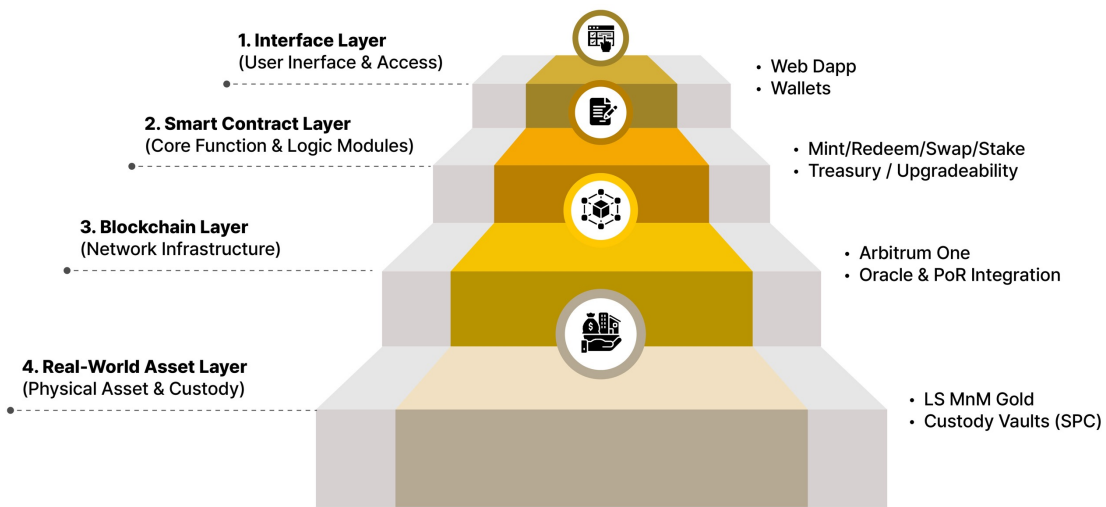 1. Interface Layer
(User Inerface & Access)
• Web Dapp
• Wallets
2. Smart Contract Layer
(Core Function & Logic Modules)
• Mint/Redeem/Swap/Stake
• Treasury / Upgradeability
3. Blockchain Layer
(Network Infrastructure)
• Arbitrum One
• Oracle & PoR Integration
4. Real-World Asset Layer
(Physical Asset & Custody)
• LS MnM Gold
• Custody Vaults (SPC)
$